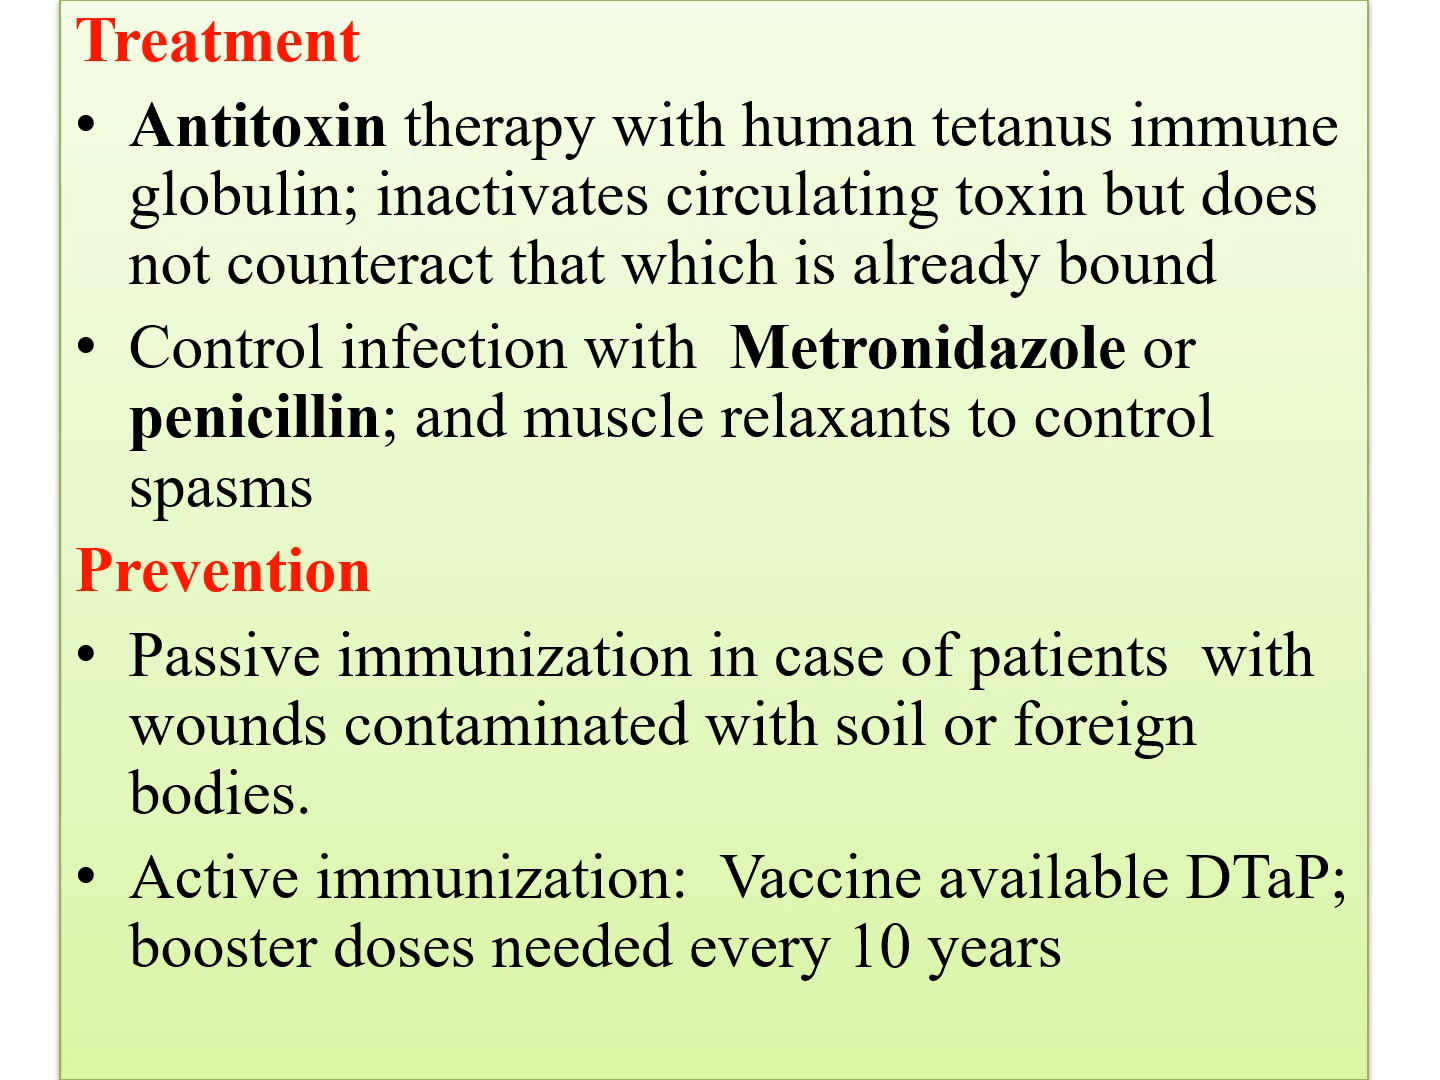 Treatment
• Antitoxin therapy with human tetanus immune
globulin; inactivates circulating toxin but does
not counteract that which is already bound
• Control infection with  Metronidazole or
penicillin; and muscle relaxants to control
spasms
Prevention
• Passive immunization in case of patients  with
wounds contaminated with soil or foreign
bodies.
• Active immunization:  Vaccine available DTaP;
booster doses needed every 10 years